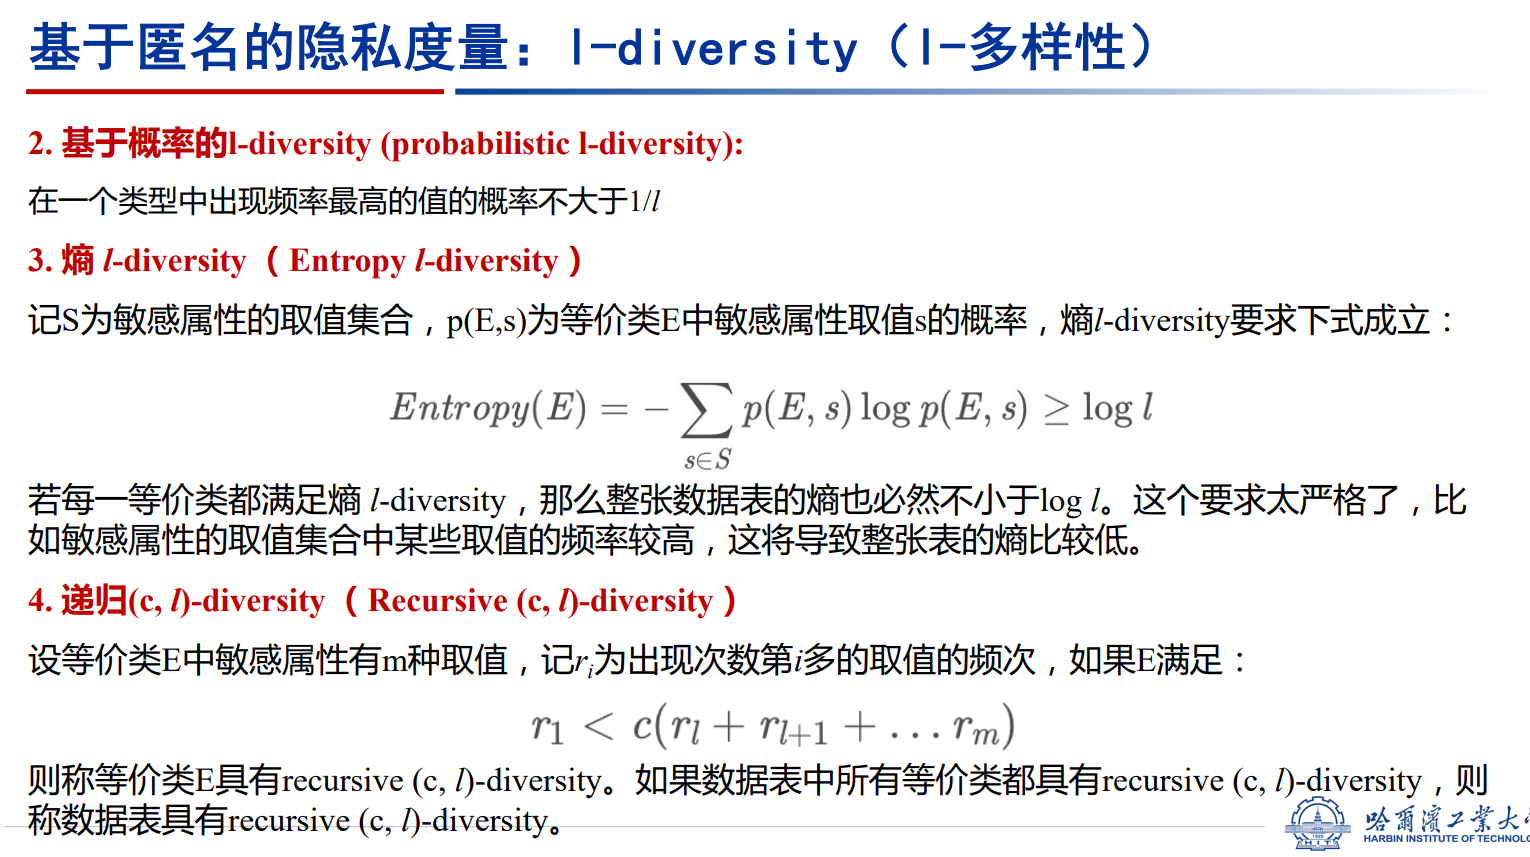 基于匿名的隐私度量：l-diversity（l-多样性）
2. 基于概率的l-diversity (probabilistic l-diversity):
在一个类型中出现频率最高的值的概率不大于1/l
3. 熵 l-diversity（Entropy l-diversity）
记S为敏感属性的取值集合，p(E,s)为等价类E中敏感属性取值s的概率，熵l-diversity要求下式成立：
Entropy(E) = − ∑_{s∈S} p(E, s) log p(E, s) ≥ log l
若每一等价类都满足熵 l-diversity，那么整张数据表的熵也必然不小于log l。这个要求太严格了，比
如敏感属性的取值集合中某些取值的频率较高，这将导致整张表的熵比较低。
4. 递归(c, l)-diversity（Recursive (c, l)-diversity）
设等价类E中敏感属性有m种取值，记r_i为出现次数第i多的取值的频次，如果E满足：
r_1 < c(r_l + r_{l+1} + ... r_m)
则称等价类E具有recursive (c, l)-diversity。如果数据表中所有等价类都具有recursive (c, l)-diversity，则
称数据表具有recursive (c, l)-diversity。
哈爾濱工業大
HARBIN INSTITUTE OF TECHNOLO
1920
HIT